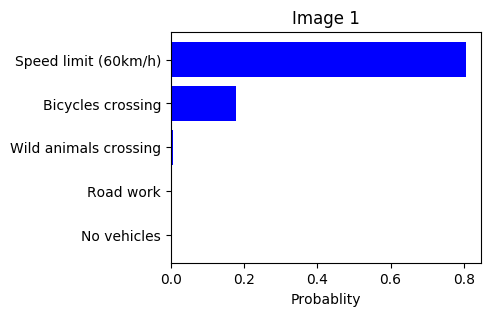 Image 1
Speed limit (60km/h)
Bicycles crossing
Wild animals crossing
Road work
No vehicles
0.0 0.2 0.4 0.6 0.8
Probablity